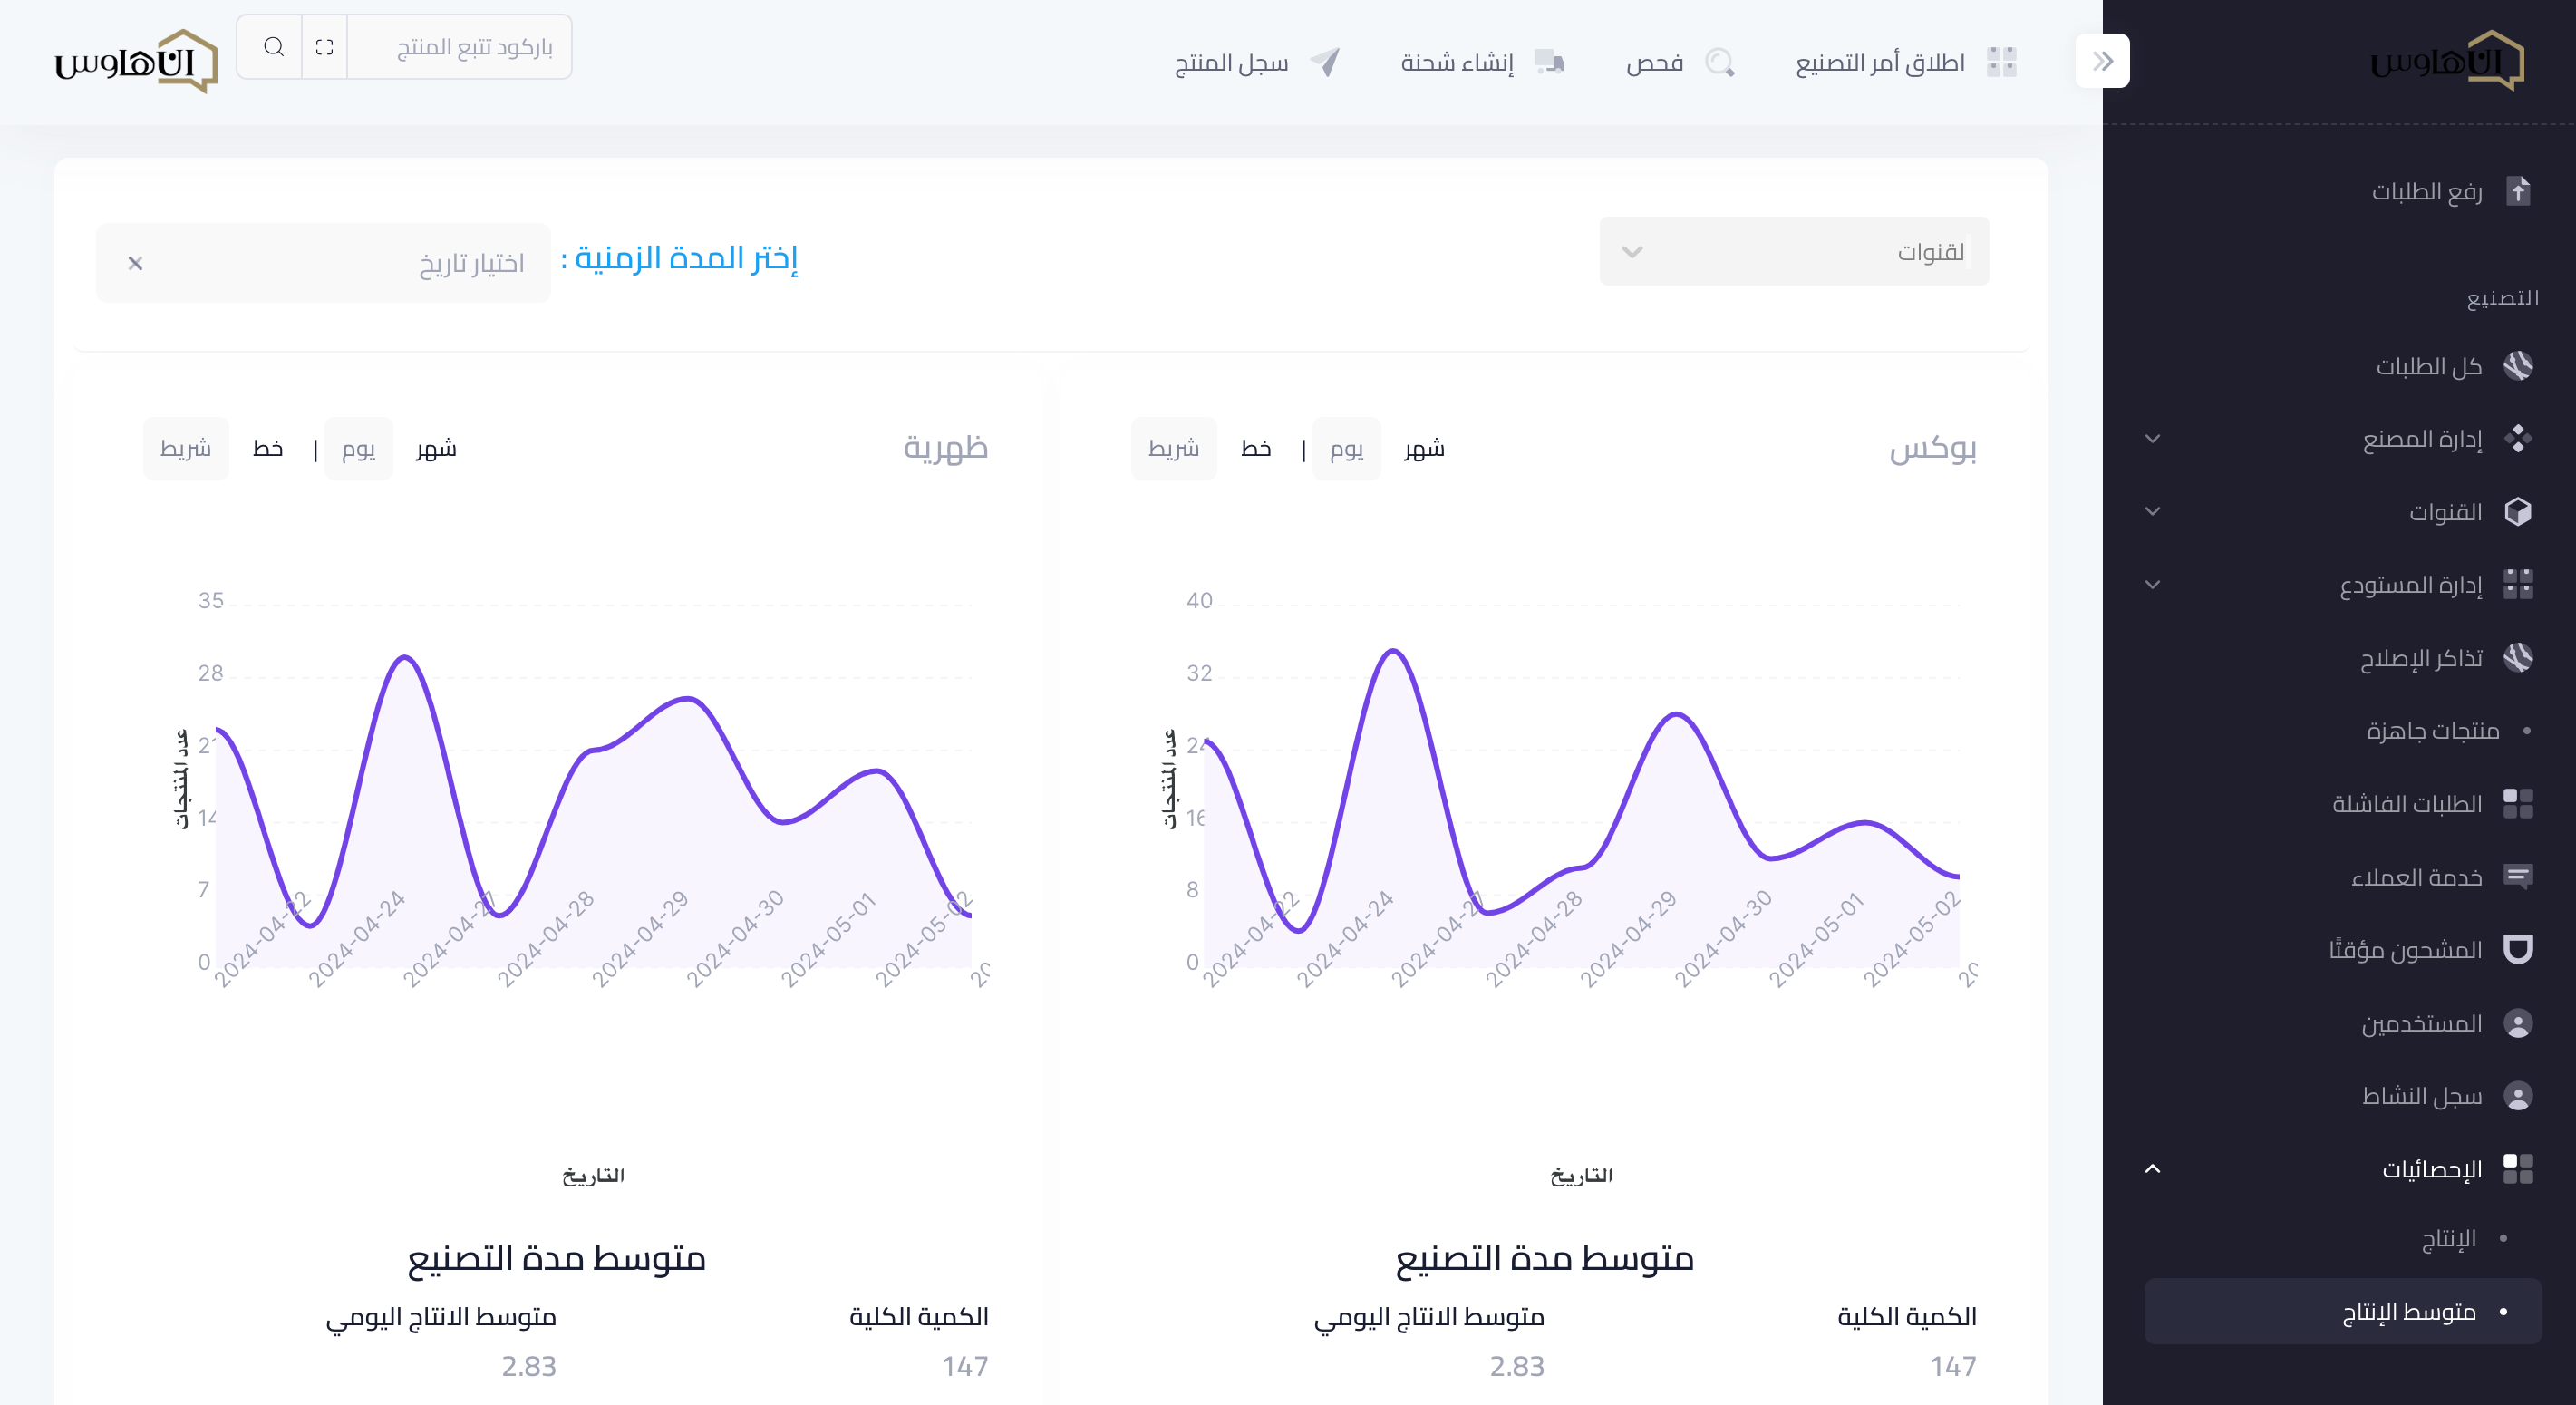 ان هاوس
اطلاق أمر التصنيع
فحص
إنشاء شحنة
سجل المنتج
باركود تتبع المنتج
ان هاوس
رفع الطلبات
التصنيع
كل الطلبات
إدارة المصنع
القنوات
إدارة المستودع
تذاكر الإصلاح
منتجات جاهزة
الطلبات الفاشلة
خدمة العملاء
المشحون مؤقتًا
المستخدمين
سجل النشاط
الإحصائيات
الإنتاج
متوسط الإنتاج
لقنوات
إختر المدة الزمنية :
اختيار تاريخ
بوكس
شهر يوم | خط شريط
40
32
24
16
8
0
عدد المنتجات
2024-04-22
2024-04-24
2024-04-27
2024-04-28
2024-04-29
2024-04-30
2024-05-01
2024-05-02
التاريخ
متوسط مدة التصنيع
الكمية الكلية
147
متوسط الانتاج اليومي
2.83
ظهرية
شهر يوم | خط شريط
35
28
21
14
7
0
عدد المنتجات
2024-04-22
2024-04-24
2024-04-27
2024-04-28
2024-04-29
2024-04-30
2024-05-01
2024-05-02
التاريخ
متوسط مدة التصنيع
الكمية الكلية
147
متوسط الانتاج اليومي
2.83